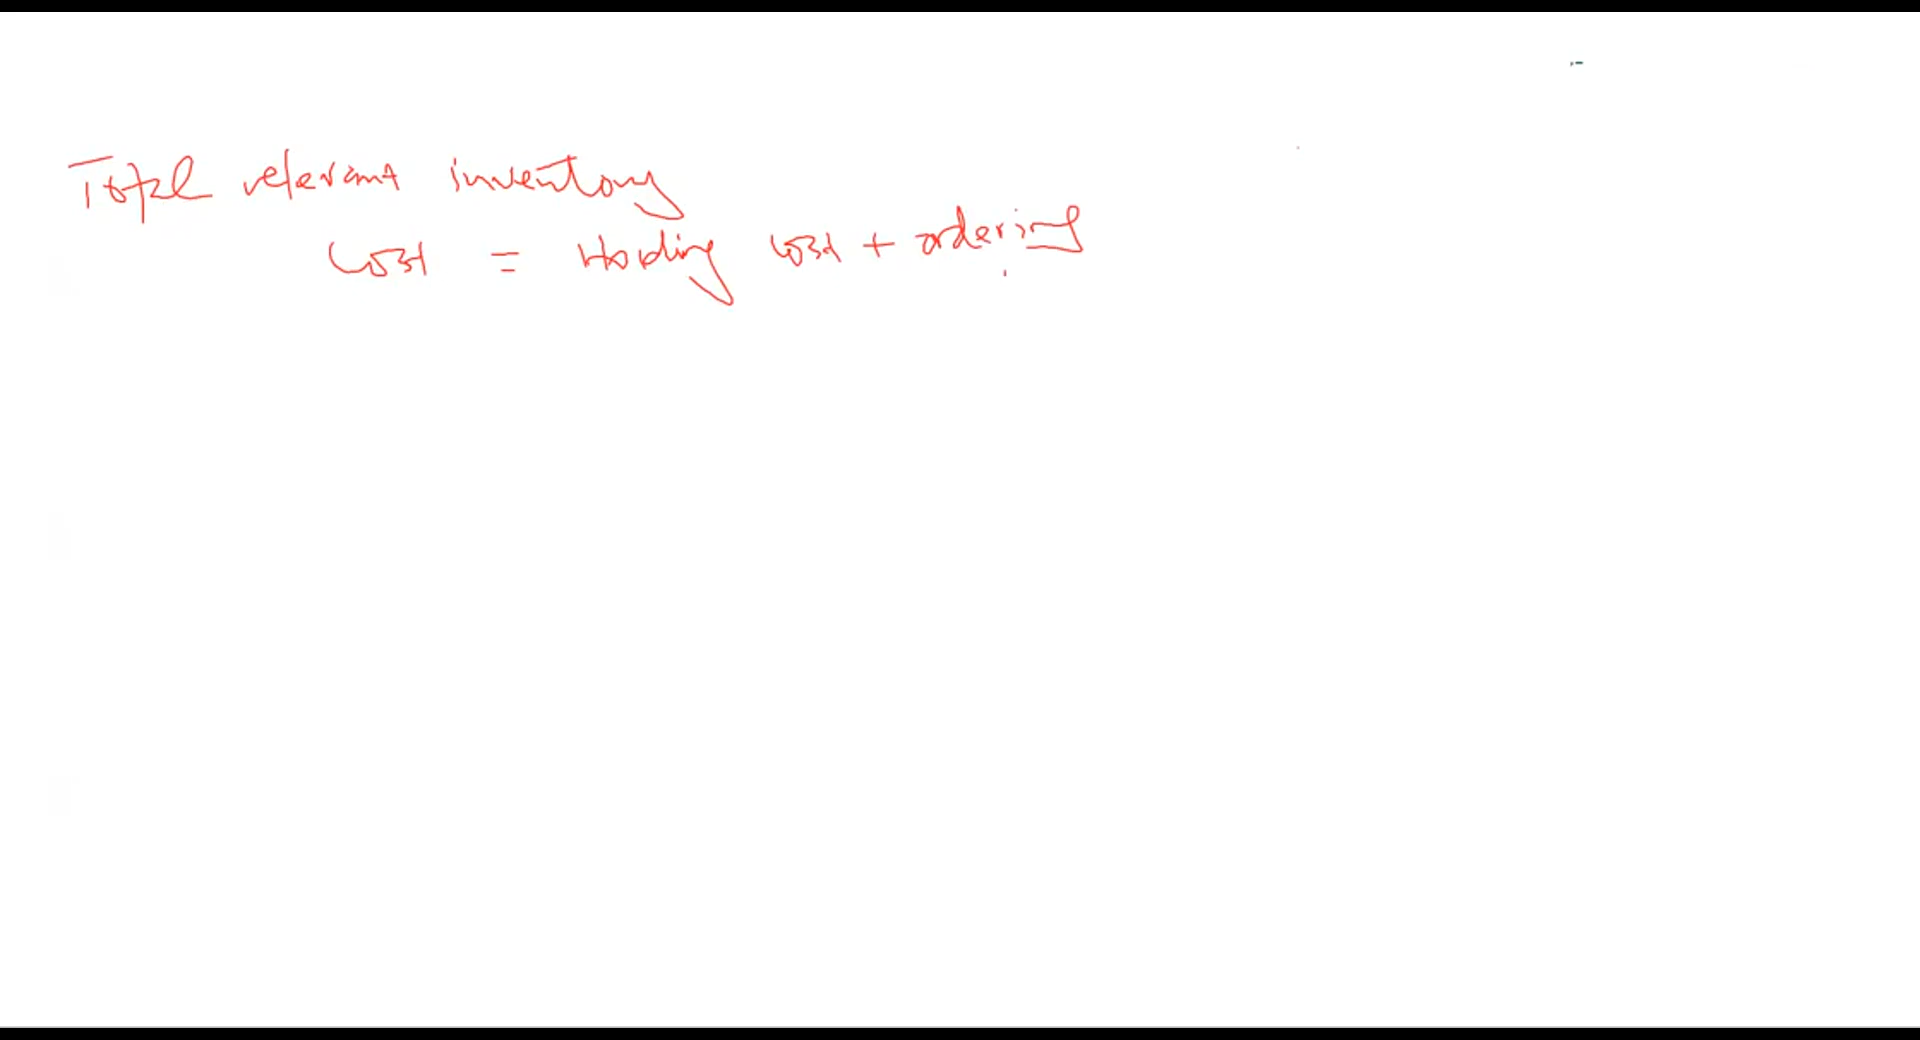 Total relevant inventory
Cost = Holding cost + ordering